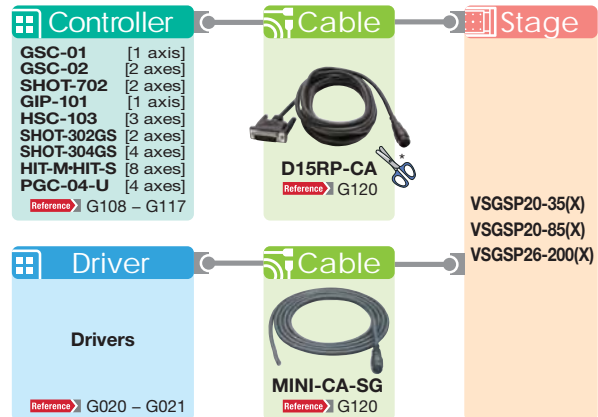 Controller
GSC-01 [1 axis]
GSC-02 [2 axes]
SHOT-702 [2 axes]
GIP-101 [1 axis]
HSC-103 [3 axes]
SHOT-302GS [2 axes]
SHOT-304GS [4 axes]
HIT-M•HIT-S [8 axes]
PGC-04-U [4 axes]
Reference G108 – G117
Cable
*
D15RP-CA
Reference G120
Stage
VSGSP20-35(X)
VSGSP20-85(X)
VSGSP26-200(X)
Driver
Drivers
Reference G020 – G021
Cable
MINI-CA-SG
Reference G120